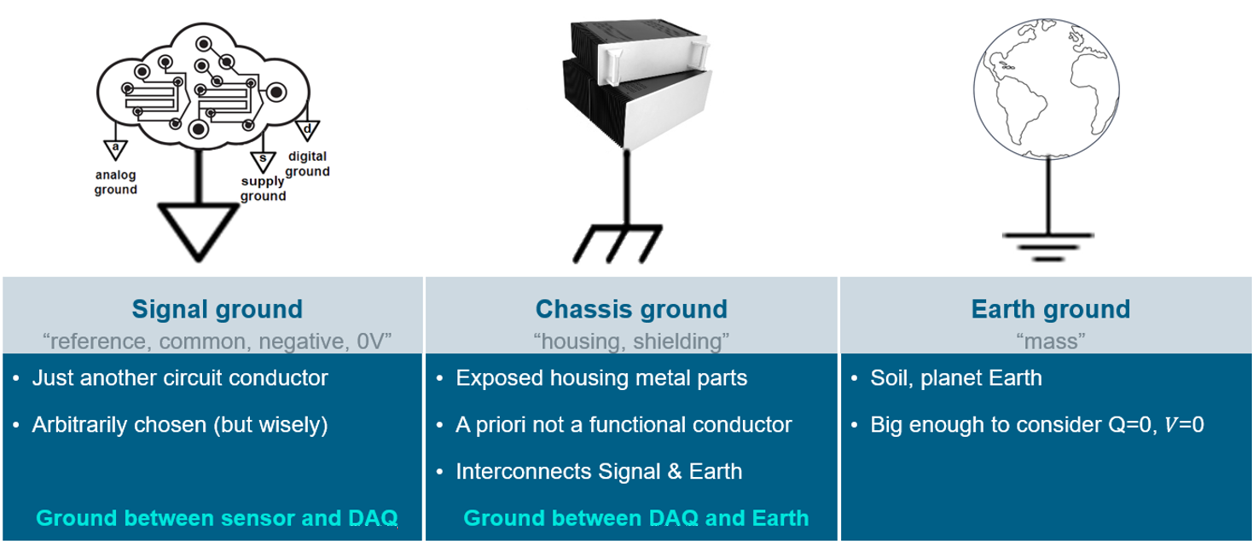 a
analog
ground
s
supply
ground
d
digital
ground
Signal ground
“reference, common, negative, 0V”
• Just another circuit conductor
• Arbitrarily chosen (but wisely)
Ground between sensor and DAQ
Chassis ground
“housing, shielding”
• Exposed housing metal parts
• A priori not a functional conductor
• Interconnects Signal & Earth
Ground between DAQ and Earth
Earth ground
“mass”
• Soil, planet Earth
• Big enough to consider Q=0, V=0